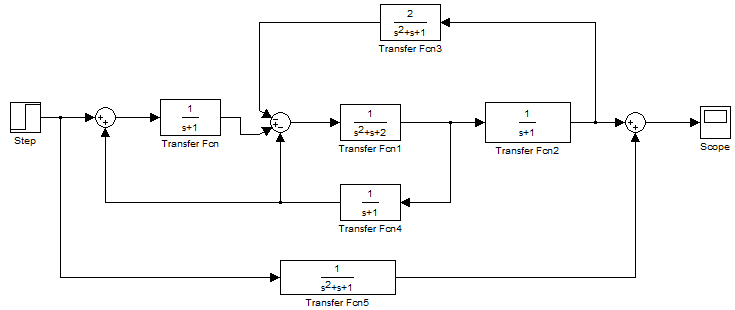 2
s²+s+1
Transfer Fcn3
Step
+
+
1
s+1
Transfer Fcn
−
+
−
1
s²+s+2
Transfer Fcn1
1
s+1
Transfer Fcn2
+
+
Scope
1
s+1
Transfer Fcn4
1
s²+s+1
Transfer Fcn5